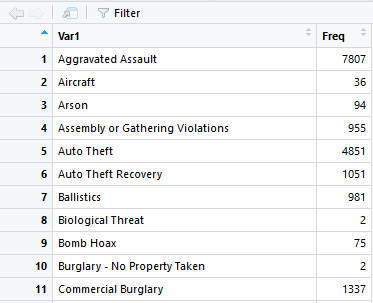 Filter
Var1 Freq
1 Aggravated Assault 7807
2 Aircraft 36
3 Arson 94
4 Assembly or Gathering Violations 955
5 Auto Theft 4851
6 Auto Theft Recovery 1051
7 Ballistics 981
8 Biological Threat 2
9 Bomb Hoax 75
10 Burglary - No Property Taken 2
11 Commercial Burglary 1337